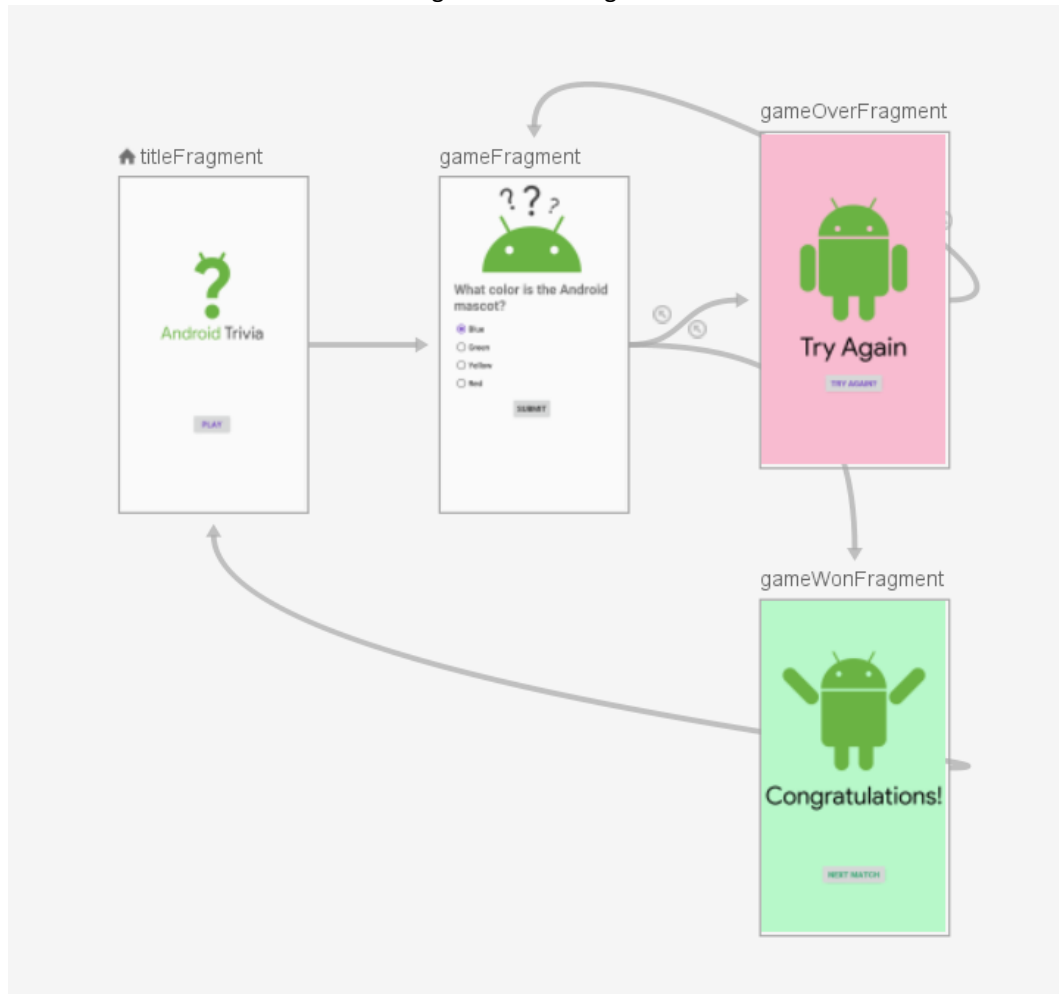 gameOverFragment
titleFragment
gameFragment
? ? ?
?
Android Trivia
PLAY
What color is the Android
mascot?
Blue
Green
Yellow
Red
SUBMIT
Try Again
TRY AGAIN?
gameWonFragment
Congratulations!
NEXT MATCH